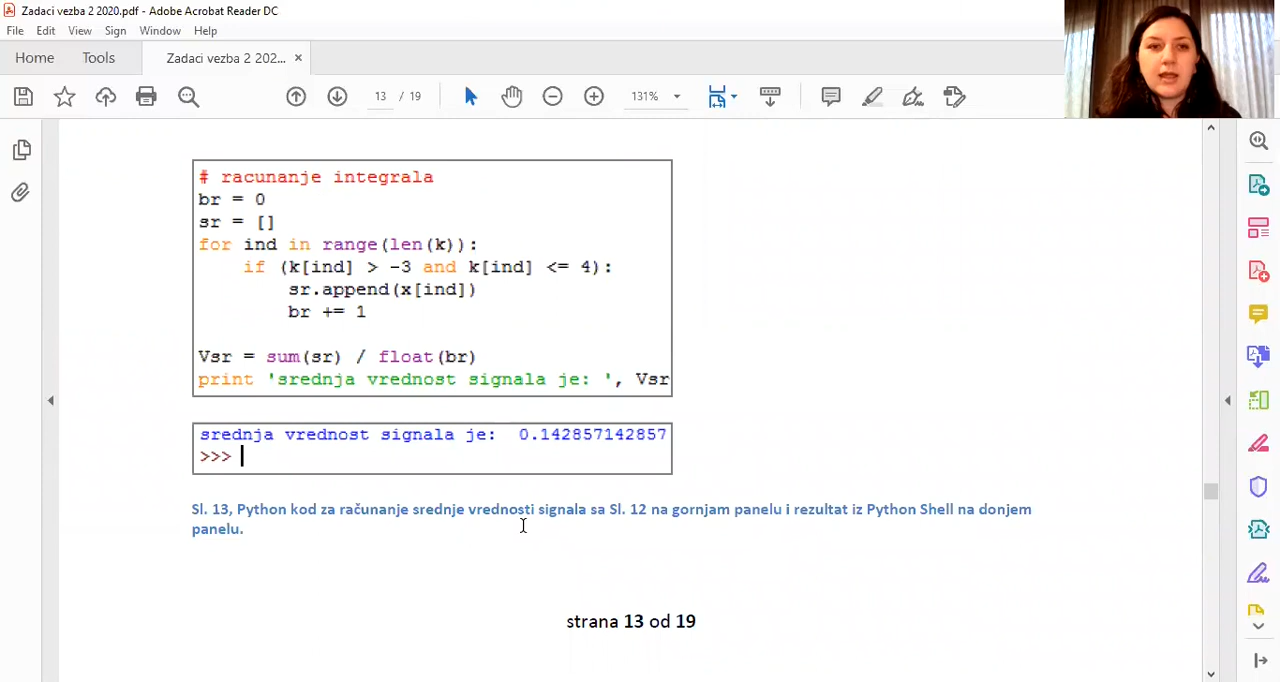 Zadaci vezba 2 2020.pdf - Adobe Acrobat Reader DC
File Edit View Sign Window Help
Home Tools Zadaci vezba 2 202... ×
13 / 19 131%
# racunanje integrala
br = 0
sr = []
for ind in range(len(k)):
    if (k[ind] > -3 and k[ind] <= 4):
        sr.append(x[ind])
        br += 1
Vsr = sum(sr) / float(br)
print 'srednja vrednost signala je: ', Vsr
srednja vrednost signala je:  0.142857142857
>>>
Sl. 13, Python kod za računanje srednje vrednosti signala sa Sl. 12 na gornjam panelu i rezultat iz Python Shell na donjem
panelu.
strana 13 od 19